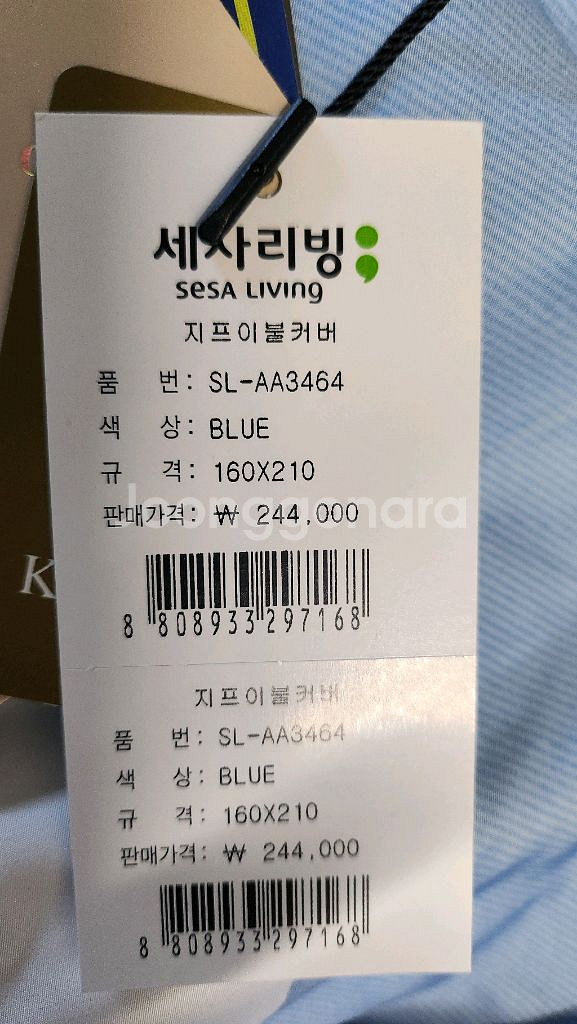 세사리빙
SESA LIVING
지프이불커버
품 번: SL-AA3464
색 상: BLUE
규 격: 160X210
판매가격: ₩ 244,000
Joonggonara
K
8 808933 297168
지프이불커버
품 번: SL-AA3464
색 상: BLUE
규 격: 160X210
판매가격: ₩ 244,000
8 808933 297168